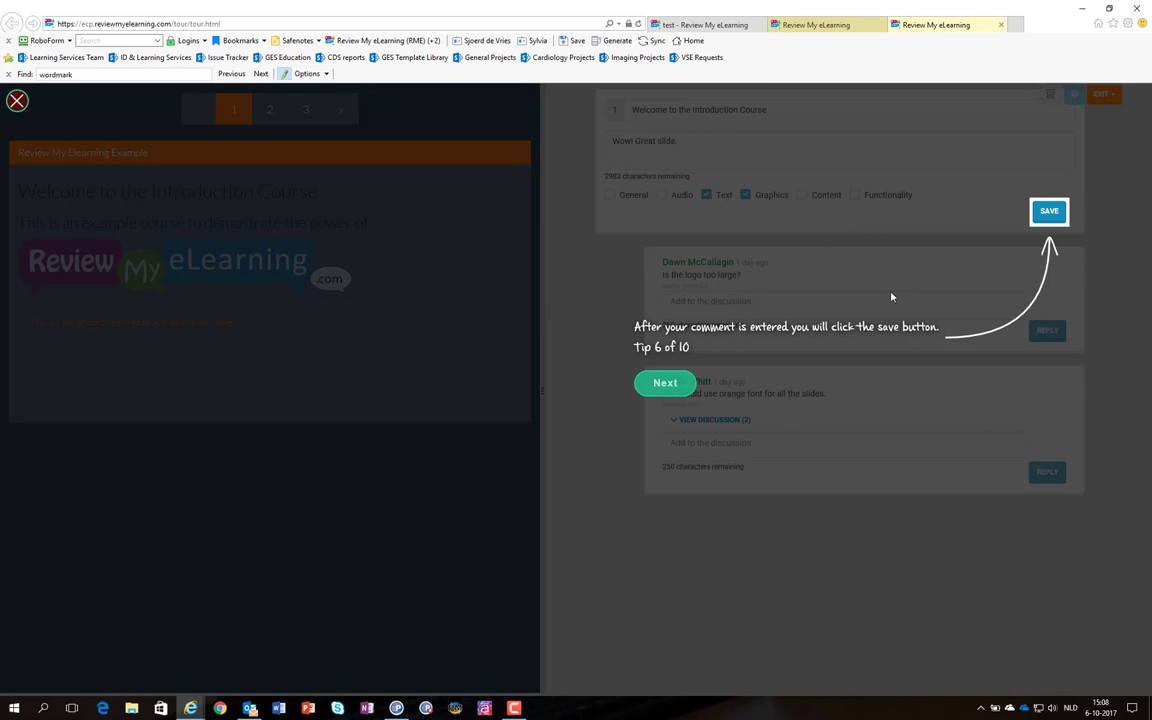 https://ecp.reviewmyelearning.com/tour/tour.html
test - Review My eLearning
Review My eLearning
Review My eLearning
RoboForm
Search
Logins
Bookmarks
Safenotes
Review My eLearning (RME) (+2)
Sjoerd de Vries
Sylvia
Save
Generate
Sync
Home
Learning Services Team
ID & Learning Services
Issue Tracker
GES Education
CDS reports
GES Template Library
General Projects
Cardiology Projects
Imaging Projects
VSE Requests
Find: wordmark
Previous
Next
Options
1 2 3 »
EXIT
Review My Elearning Example
Welcome to the Introduction Course
This is an example course to demostrate the power of
Review My eLearning .com
1 Welcome to the Introduction Course
Wow! Great slide.
2983 characters remaining
General Audio Text Graphics Content Functionality
SAVE
Dawn McCallagin 1 day ago
Is the logo too large?
Add to the discussion
REPLY
After your comment is entered you will click the save button.
Tip 6 of 10
Next
1 day ago
use orange font for all the slides.
VIEW DISCUSSION (2)
Add to the discussion
250 characters remaining
REPLY
NLD
15:08
6-10-2017